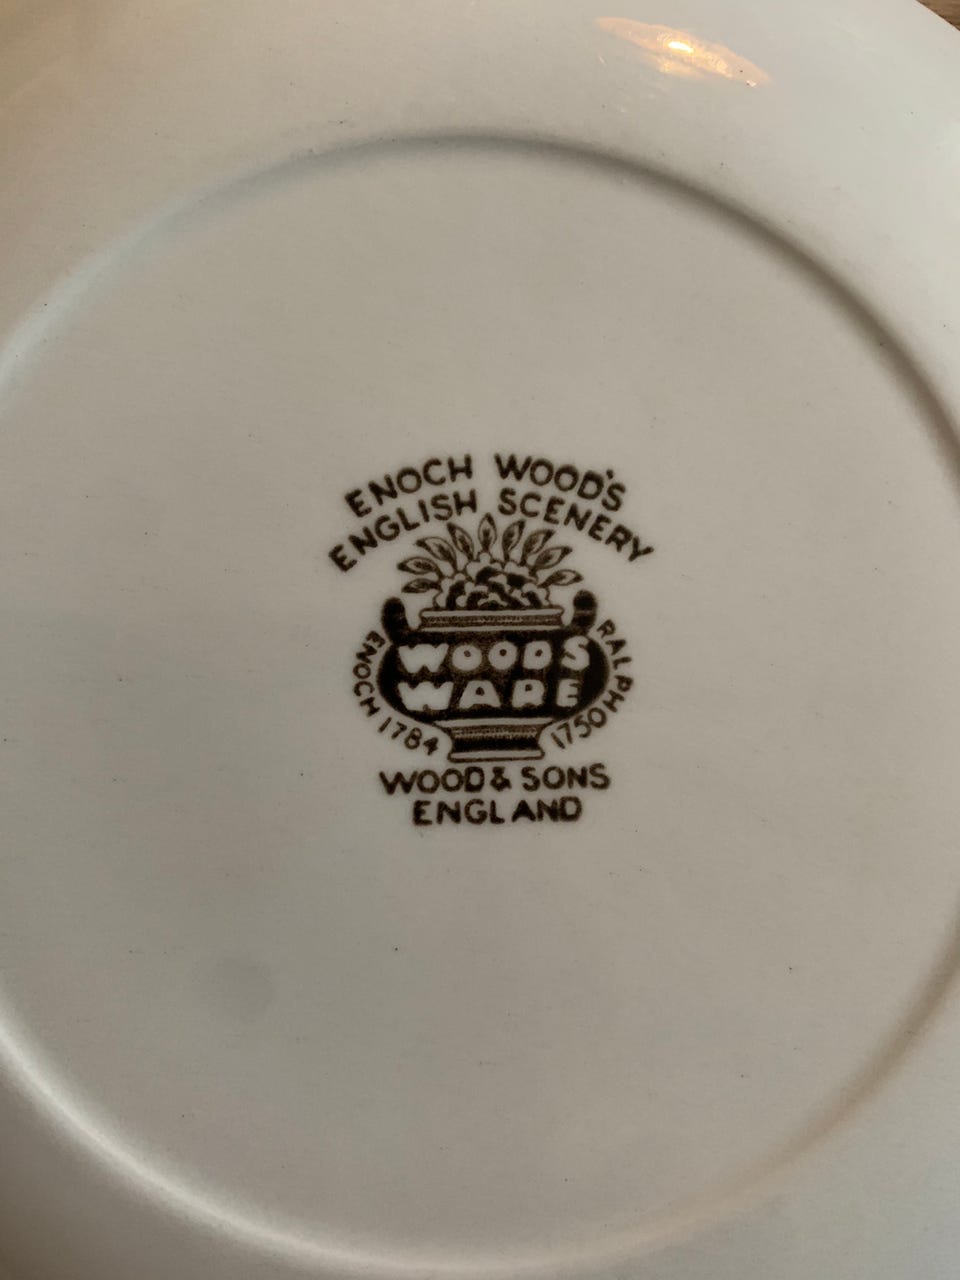 ENOCH WOOD'S
ENGLISH SCENERY
WOODS
WARE
ENOCH 1784
RALPH 1750
WOOD & SONS
ENGLAND